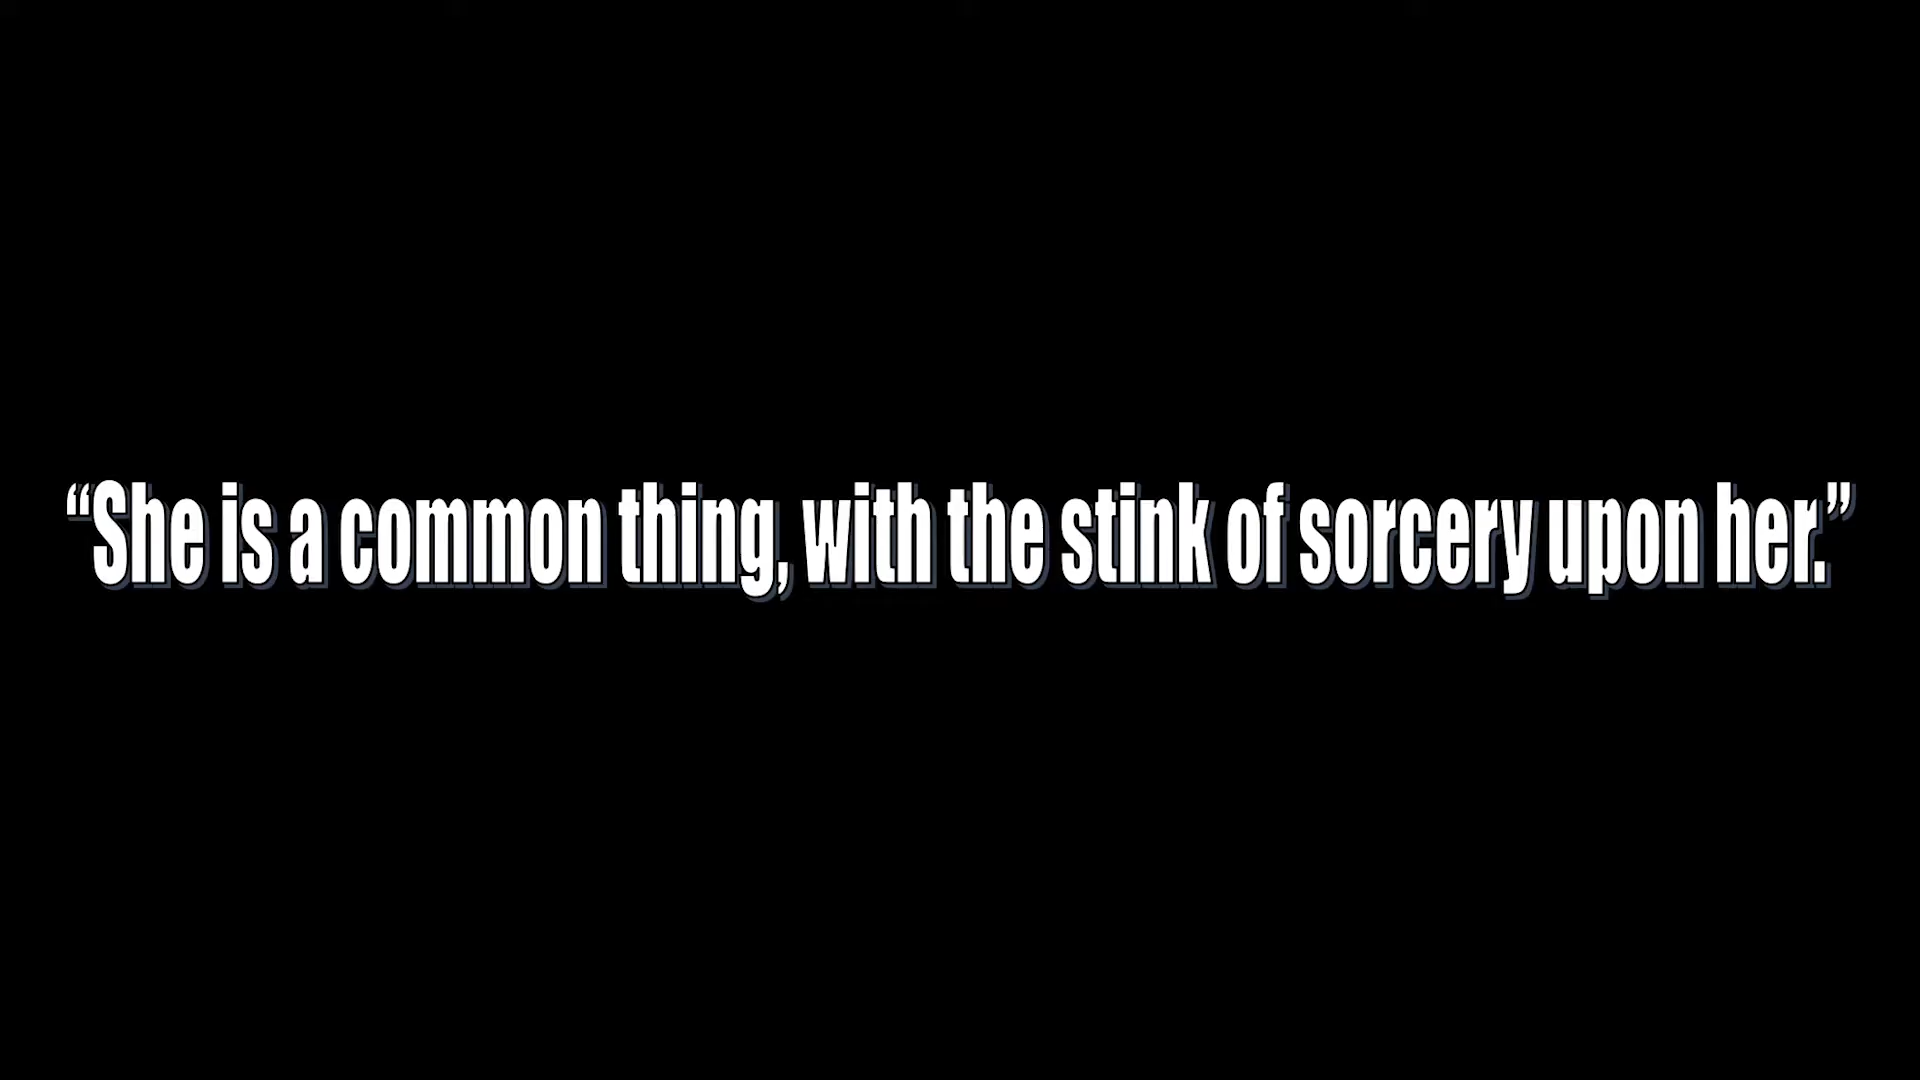 “She is a common thing, with the stink of sorcery upon her.”